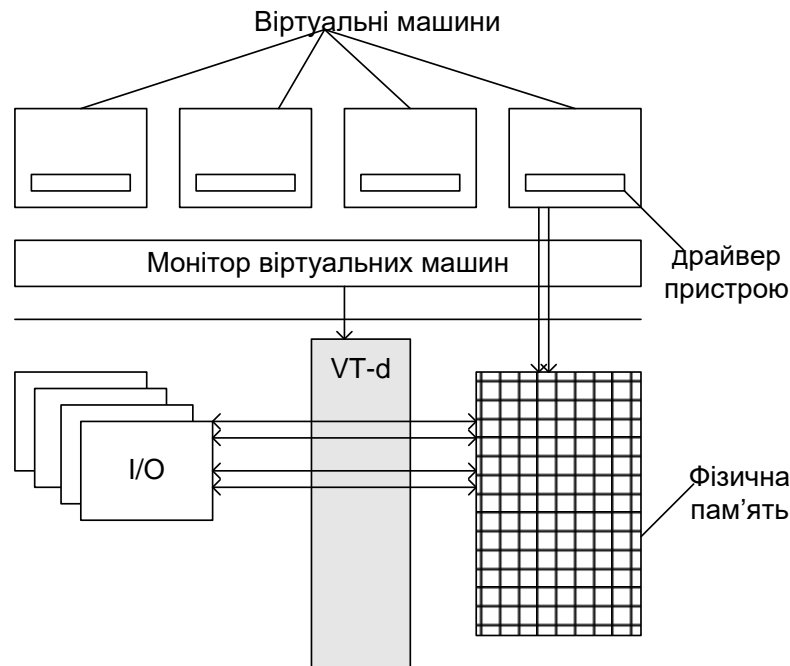 Віртуальні машини
Монітор віртуальних машин
драйвер
пристрою
VT-d
I/O
Фізична
пам’ять